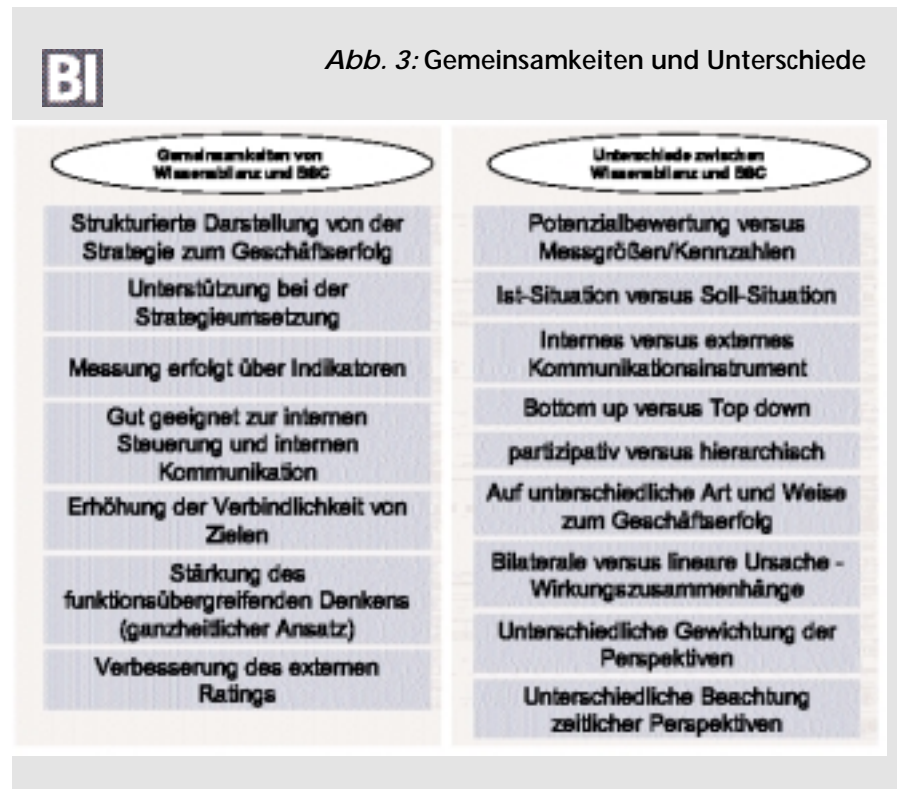 BI
Abb. 3: Gemeinsamkeiten und Unterschiede
Gemeinsamkeiten von
Wissensbilanz und BSC
Strukturierte Darstellung von der
Strategie zum Geschäftserfolg
Unterstützung bei der
Strategieumsetzung
Messung erfolgt über Indikatoren
Gut geeignet zur internen
Steuerung und internen
Kommunikation
Erhöhung der Verbindlichkeit von
Zielen
Stärkung des
funktionsübergreifenden Denkens
(ganzheitlicher Ansatz)
Verbesserung des externen
Ratings
Unterschiede zwischen
Wissensbilanz und BSC
Potenzialbewertung versus
Messgrößen/Kennzahlen
Ist-Situation versus Soll-Situation
Internes versus externes
Kommunikationsinstrument
Bottom up versus Top down
partizipativ versus hierarchisch
Auf unterschiedliche Art und Weise
zum Geschäftserfolg
Bilaterale versus lineare Ursache -
Wirkungszusammenhänge
Unterschiedliche Gewichtung der
Perspektiven
Unterschiedliche Beachtung
zeitlicher Perspektiven